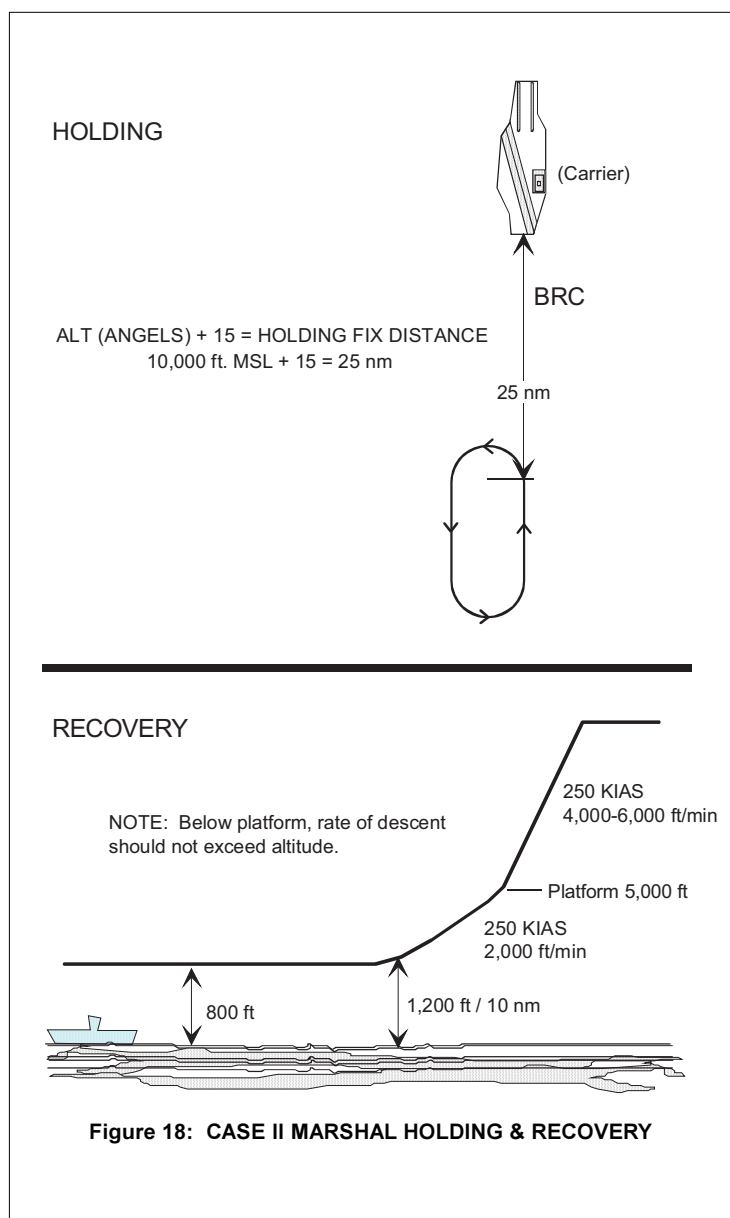 HOLDING
(Carrier)
BRC
ALT (ANGELS) + 15 = HOLDING FIX DISTANCE
10,000 ft. MSL + 15 = 25 nm
25 nm
RECOVERY
250 KIAS
4,000-6,000 ft/min
NOTE: Below platform, rate of descent
should not exceed altitude.
Platform 5,000 ft
250 KIAS
2,000 ft/min
800 ft
1,200 ft / 10 nm
Figure 18: CASE II MARSHAL HOLDING & RECOVERY